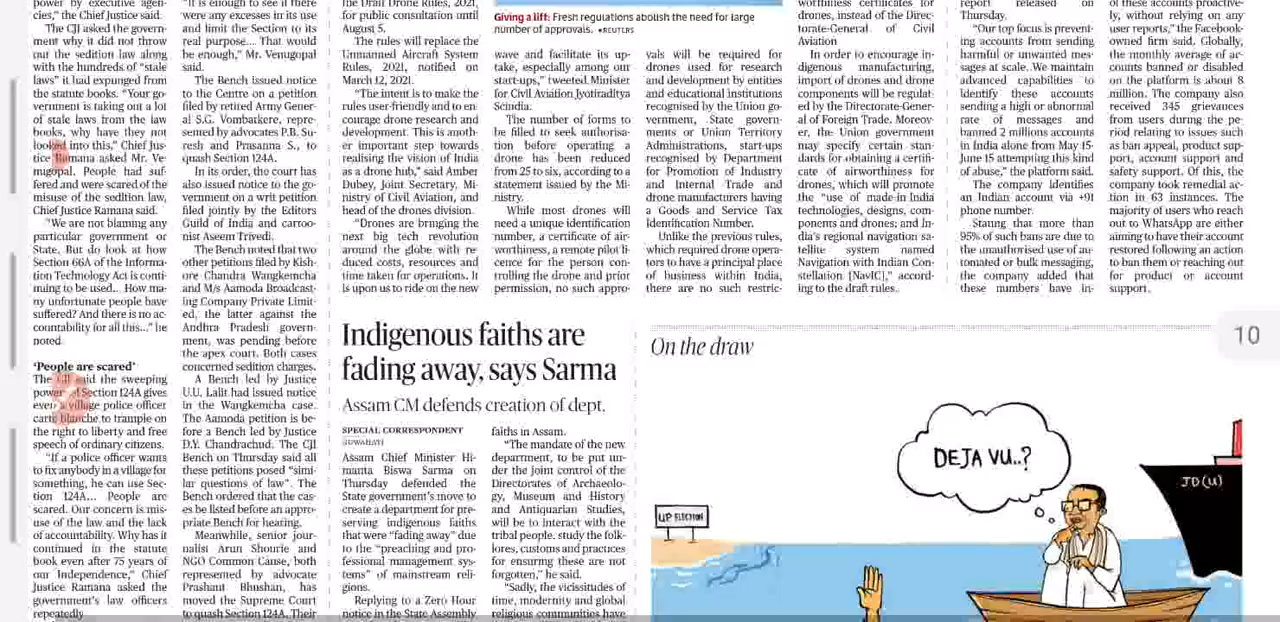 power by executive agen-
cies," the Chief Justice said.
The CJI asked the govern-
ment why it did not throw
out the sedition law along
with the hundreds of "stale
laws" it had expunged from
the statute books. "Your go-
vernment is taking out a lot
of stale laws from the law
books, why have they not
looked into this," Chief Jus-
tice Ramana asked Mr. Ve-
nugopal. People had suf-
fered and were scared of the
misuse of the sedition law,
Chief Justice Ramana said.
"We are not blaming any
particular government or
State. But do look at how
Section 66A of the Informa-
tion Technology Act is conti-
nuing to be used... How ma-
ny unfortunate people have
suffered? And there is no ac-
countability for all this..." he
noted.
'People are scared'
The CJI said the sweeping
power of Section 124A gives
even a village police officer
carte blanche to trample on
the right to liberty and free
speech of ordinary citizens.
"If a police officer wants
to fix anybody in a village for
something, he can use Sec-
tion 124A... People are
scared. Our concern is mis-
use of the law and the lack
of accountability. Why has it
continued in the statute
book even after 75 years of
our Independence," Chief
Justice Ramana asked the
government's law officers
repeatedly
"It is enough to see if there
were any excesses in its use
and limit the Section to its
real purpose... That would
be enough," Mr. Venugopal
said.
The Bench issued notice
to the Centre on a petition
filed by retired Army Gener-
al S.G. Vombatkere, repre-
sented by advocates P.B. Su-
resh and Prasanna S., to
quash Section 124A.
In its order, the court has
also issued notice to the go-
vernment on a writ petition
filed jointly by the Editors
Guild of India and cartoo-
nist Aseem Trivedi.
The Bench noted that two
other petitions filed by Kish-
ore Chandra Wangkemcha
and M/s Aamoda Broadcast-
ing Company Private Limit-
ed, the latter against the
Andhra Pradesh govern-
ment, was pending before
the apex court. Both cases
concerned sedition charges.
A Bench led by Justice
U.U. Lalit had issued notice
in the Wangkemcha case.
The Aamoda petition is be-
fore a Bench led by Justice
D.Y. Chandrachud. The CJI
Bench on Thursday said all
these petitions posed "simi-
lar questions of law". The
Bench ordered that the cas-
es be listed before an appro-
priate Bench for hearing.
Meanwhile, senior jour-
nalist Arun Shourie and
NGO Common Cause, both
represented by advocate
Prashant Bhushan, has
moved the Supreme Court
to quash Section 124A. Their
the Draft Drone Rules, 2021,
for public consultation until
August 5.
The rules will replace the
Unmanned Aircraft System
Rules, 2021, notified on
March 12, 2021.
"The intent is to make the
rules user-friendly and to en-
courage drone research and
development. This is anoth-
er important step towards
realising the vision of India
as a drone hub," said Amber
Dubey, Joint Secretary, Mi-
nistry of Civil Aviation, and
head of the drones division.
"Drones are bringing the
next big tech revolution
around the globe with re-
duced costs, resources and
time taken for operations. It
is upon us to ride on the new
Giving a lift: Fresh regulations abolish the need for large
number of approvals. •REUTERS
wave and facilitate its up-
take, especially among our
start-ups," tweeted Minister
for Civil Aviation Jyotiraditya
Scindia.
The number of forms to
be filled to seek authorisa-
tion before operating a
drone has been reduced
from 25 to six, according to a
statement issued by the Mi-
nistry.
While most drones will
need a unique identification
number, a certificate of air-
worthiness, a remote pilot li-
cence for the person con-
trolling the drone and prior
permission, no such appro-
vals will be required for
drones used for research
and development by entities
and educational institutions
recognised by the Union go-
vernment, State govern-
ments or Union Territory
Administrations, start-ups
recognised by Department
for Promotion of Industry
and Internal Trade and
drone manufacturers having
a Goods and Service Tax
Identification Number.
Unlike the previous rules,
which required drone opera-
tors to have a principal place
of business within India,
there are no such restric-
worthiness certificates for
drones, instead of the Direc-
torate-General of Civil
Aviation
In order to encourage in-
digenous manufacturing,
import of drones and drone
components will be regulat-
ed by the Directorate-Gener-
al of Foreign Trade. Moreov-
er, the Union government
may specify certain stan-
dards for obtaining a certifi-
cate of airworthiness for
drones, which will promote
the "use of made-in India
technologies, designs, com-
ponents and drones; and In-
dia's regional navigation sa-
tellite system named
Navigation with Indian Con-
stellation [NavIC]," accord-
ing to the draft rules.
report released on
Thursday.
"Our top focus is prevent-
ing accounts from sending
harmful or unwanted mes-
sages at scale. We maintain
advanced capabilities to
identify these accounts
sending a high or abnormal
rate of messages and
banned 2 millions accounts
in India alone from May 15-
June 15 attempting this kind
of abuse," the platform said.
The company identifies
an Indian account via +91
phone number.
Stating that more than
95% of such bans are due to
the unauthorised use of au-
tomated or bulk messaging,
the company added that
these numbers have in-
of these accounts proactive-
ly, without relying on any
user reports," the Facebook-
owned firm said. Globally,
the monthly average of ac-
counts banned or disabled
on the platform is about 8
million. The company also
received 345 grievances
from users during the pe-
riod relating to issues such
as ban appeal, product sup-
port, account support and
safety support. Of this, the
company took remedial ac-
tion in 63 instances. The
majority of users who reach
out to WhatsApp are either
aiming to have their account
restored following an action
to ban them or reaching out
for product or account
support.
10
Indigenous faiths are
fading away, says Sarma
Assam CM defends creation of dept.
SPECIAL CORRESPONDENT
GUWAHATI
Assam Chief Minister Hi-
manta Biswa Sarma on
Thursday defended the
State government's move to
create a department for pre-
serving indigenous faiths
that were "fading away" due
to the "preaching and pro-
fessional management sys-
tems" of mainstream reli-
gions.
Replying to a Zero Hour
notice in the State Assembly
faiths in Assam.
"The mandate of the new
department, to be put un-
der the joint control of the
Directorates of Archaeolo-
gy, Museum and History
and Antiquarian Studies,
will be to interact with the
tribal people, study the folk-
lores, customs and practices
for ensuring these are not
forgotten," he said.
"Sadly, the vicissitudes of
time, modernity and global
religious communities have
On the draw
DEJA VU..?
JD(U)
UP ELECTION